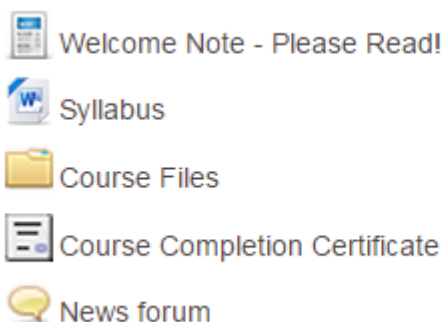 Welcome Note - Please Read!
Syllabus
Course Files
Course Completion Certificate
News forum